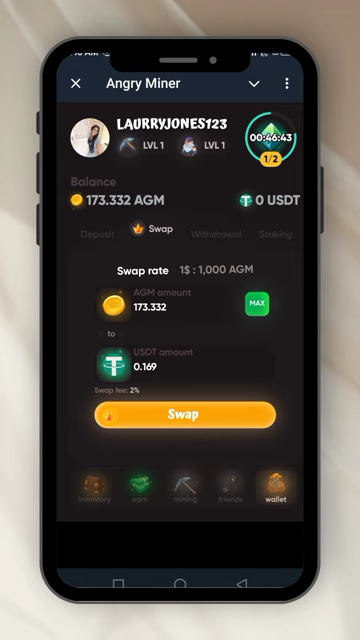 Angry Miner
LAURRYJONES123
LVL 1
LVL 1
00:46:43
1/2
Balance
173.332 AGM
0 USDT
Deposit
Swap
Withdrawal
Staking
Swap rate
1$ : 1,000 AGM
AGM amount
173.332
MAX
to
USDT amount
0.169
Swap fee: 2%
Swap
inventory
earn
mining
friends
wallet